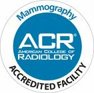 Mammography
ACR
AMERICAN COLLEGE OF
RADIOLOGY
ACCREDITED FACILITY